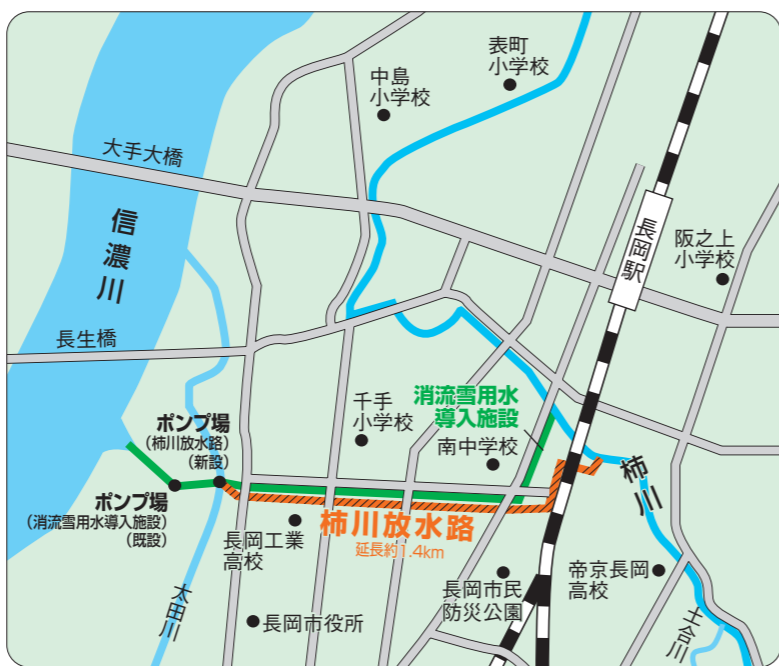 表町
小学校
中島
小学校
大手大橋
信濃川
長岡駅
阪之上
小学校
長生橋
消流雪用水
導入施設
千手
小学校
ポンプ場
(柿川放水路)
(新設)
南中学校
柿川
ポンプ場
(消流雪用水導入施設)
(既設)
柿川放水路
延長約1.4km
長岡工業
高校
長岡市民
防災公園
帝京長岡
高校
太田川
長岡市役所
土合川